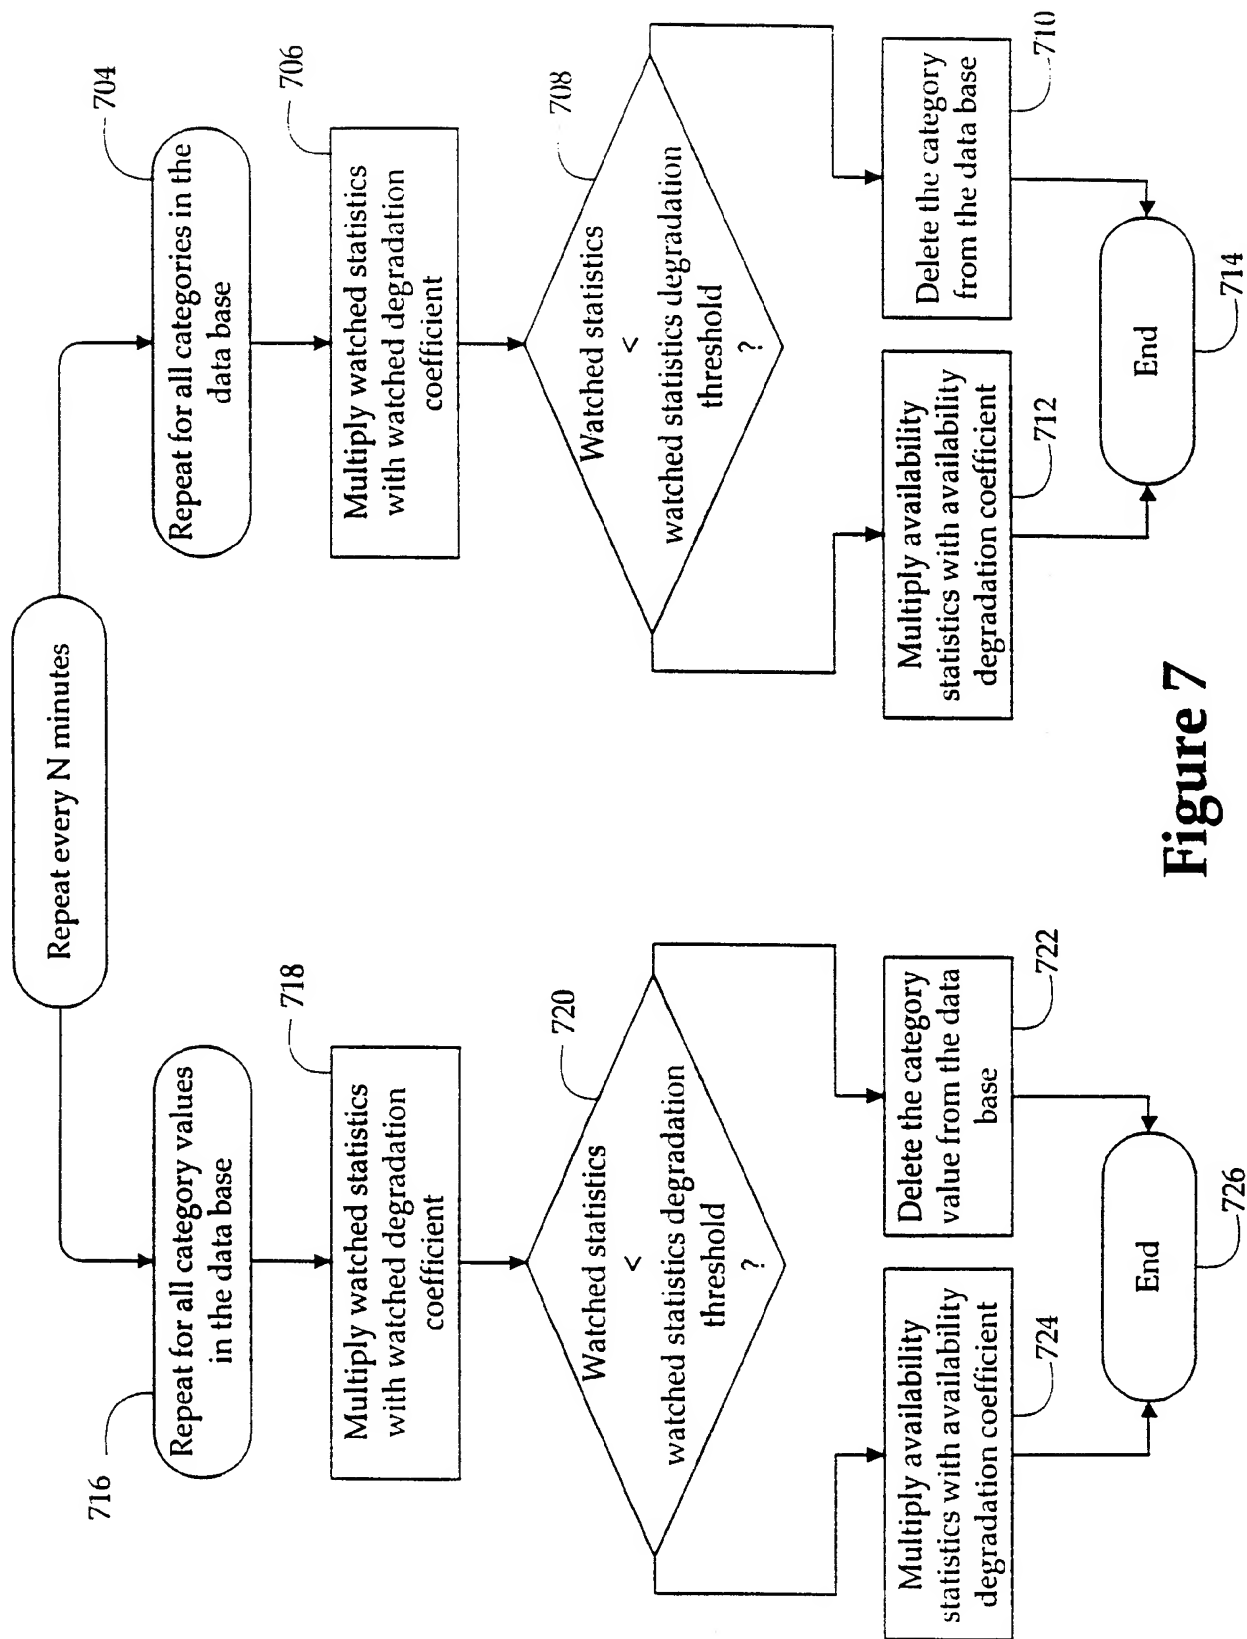 Repeat every N minutes
716
Repeat for all category values
in the data base
718
Multiply watched statistics
with watched degradation
coefficient
720
Watched statistics
<
watched statistics degradation
threshold
?
724
Multiply availability
statistics with availability
degradation coefficient
722
Delete the category
value from the data
base
End
726
704
Repeat for all categories in the
data base
706
Multiply watched statistics
with watched degradation
coefficient
708
Watched statistics
<
watched statistics degradation
threshold
?
712
Multiply availability
statistics with availability
degradation coefficient
710
Delete the category
from the data base
End
714
Figure 7